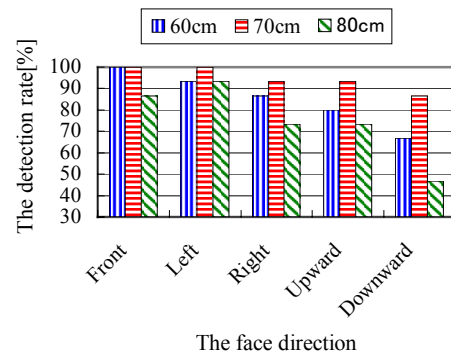 60cm 70cm 80cm
The detection rate[%]
100
90
80
70
60
50
40
30
Front Left Right Upward Downward
The face direction